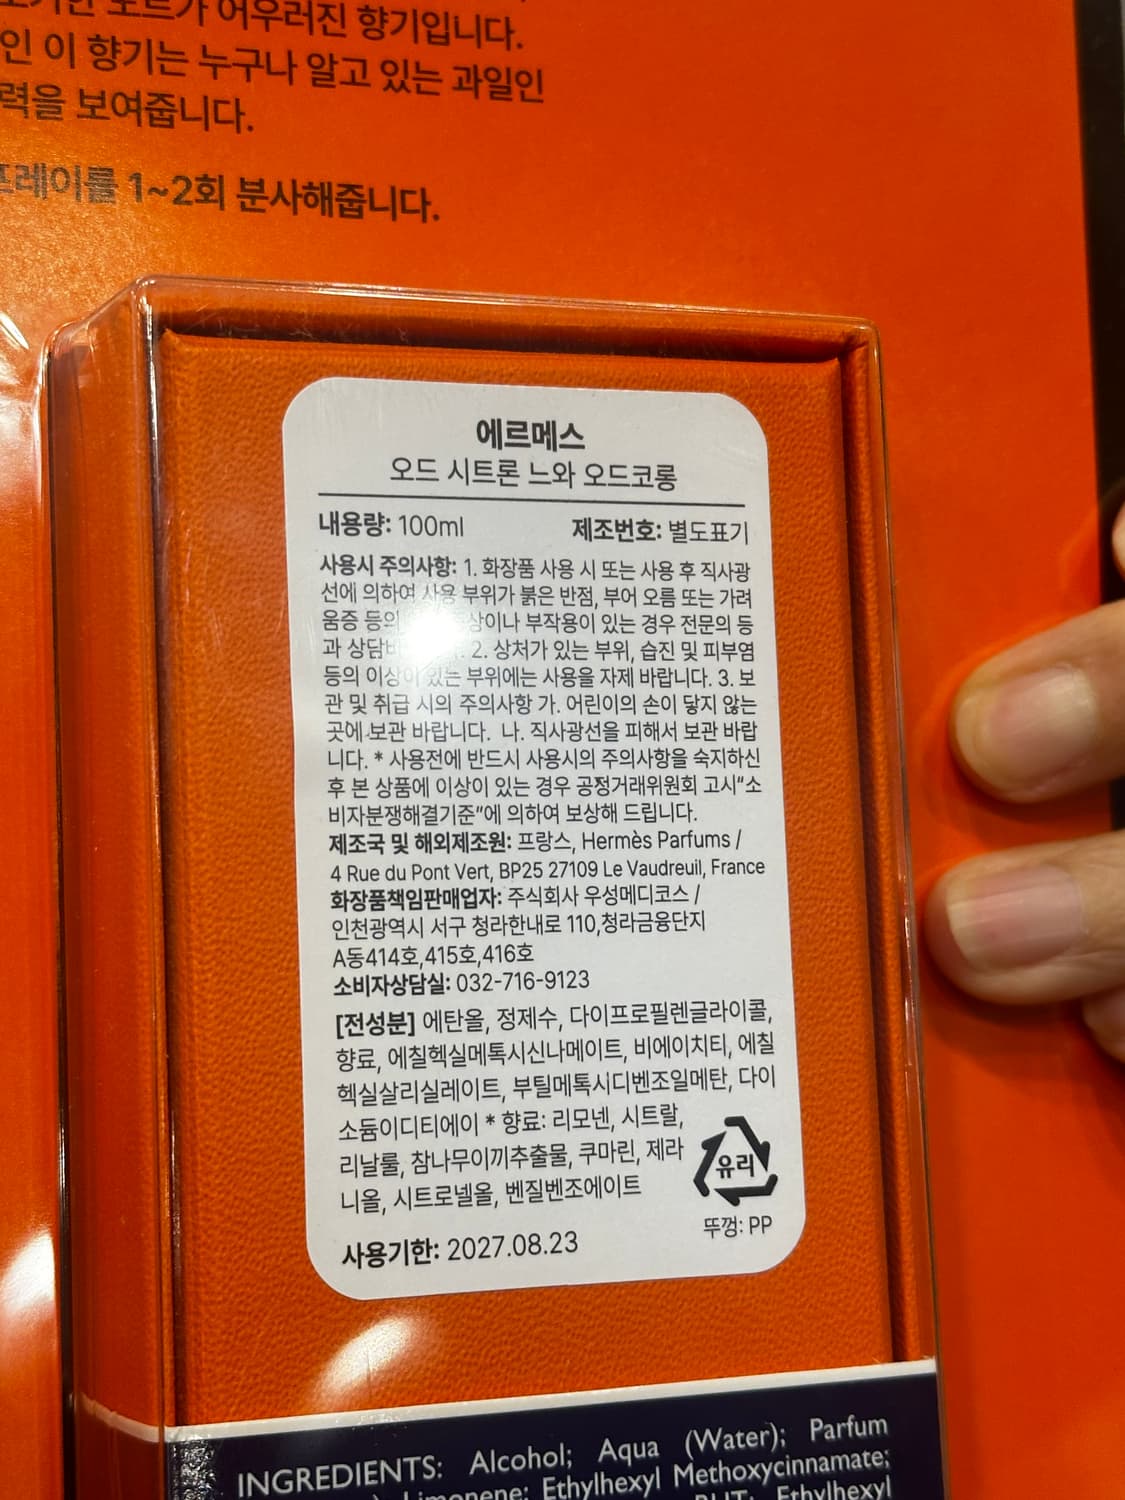 노트가 어우러진 향기입니다.
인 이 향기는 누구나 알고 있는 과일인
력을 보여줍니다.
프레이를 1~2회 분사해줍니다.
에르메스
오드 시트론 느와 오드코롱
내용량: 100ml 제조번호: 별도표기
사용시 주의사항: 1. 화장품 사용 시 또는 사용 후 직사광
선에 의하여 사용 부위가 붉은 반점, 부어 오름 또는 가려
움증 등의 이나 부작용이 있는 경우 전문의 등
과 2. 상처가 있는 부위, 습진 및 피부염
등의 이상이 있는 부위에는 사용을 자제 바랍니다. 3. 보
관 및 취급 시의 주의사항 가. 어린이의 손이 닿지 않는
곳에 보관 바랍니다. 나. 직사광선을 피해서 보관 바랍
니다. * 사용전에 반드시 사용시의 주의사항을 숙지하신
후 본 상품에 이상이 있는 경우 공정거래위원회 고시“소
비자분쟁해결기준”에 의하여 보상해 드립니다.
제조국 및 해외제조원: 프랑스, Hermès Parfums /
4 Rue du Pont Vert, BP25 27109 Le Vaudreuil, France
화장품책임판매업자: 주식회사 우성메디코스 /
인천광역시 서구 청라한내로 110,청라금융단지
A동414호,415호,416호
소비자상담실: 032-716-9123
[전성분] 에탄올, 정제수, 다이프로필렌글라이콜,
향료, 에칠헥실메톡시신나메이트, 비에이치티, 에칠
헥실살리실레이트, 부틸메톡시디벤조일메탄, 다이
소듐이디티에이 * 향료: 리모넨, 시트랄,
리날룰, 참나무이끼추출물, 쿠마린, 제라
니올, 시트로넬올, 벤질벤조에이트
유리
뚜껑: PP
사용기한: 2027.08.23
INGREDIENTS: Alcohol; Aqua (Water); Parfum
Limonene; Ethylhexyl Methoxycinnamate;
BHT; Ethylhexyl